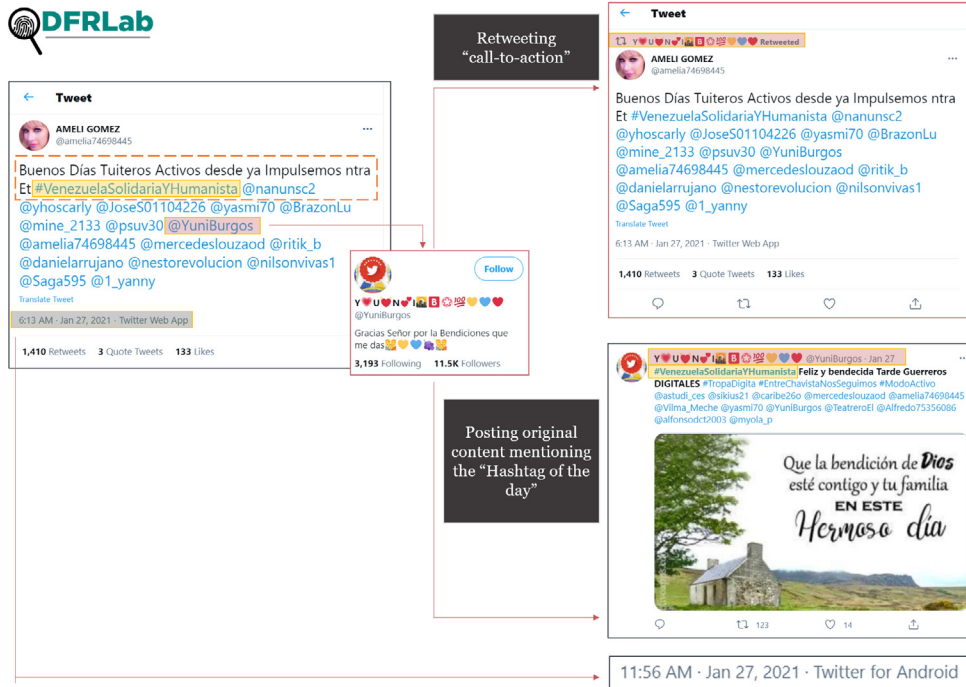 DFRLab
Tweet
AMELI GOMEZ
@amelia74698445
Buenos Días Tuiteros Activos desde ya Impulsemos ntra
Et #VenezuelaSolidariaYHumanista @nanunsc2
@yhoscarly @JoseS01104226 @yasmi70 @BrazonLu
@mine_2133 @psuv30 @YuniBurgos
@amelia74698445 @mercedeslouzaod @ritik_b
@danielarrujano @nestorevolucion @nilsonvivas1
@Saga595 @1_yanny
Translate Tweet
6:13 AM · Jan 27, 2021 · Twitter Web App
1,410 Retweets 3 Quote Tweets 133 Likes
Follow
Y❤U❤N💕I🌇🅱💮💯💛💙❤
@YuniBurgos
Gracias Señor por la Bendiciones que
me das
3,193 Following 11.5K Followers
Retweeting
“call-to-action”
Posting original
content mentioning
the “Hashtag of the
day”
Tweet
Y❤U❤N💕I🌇🅱💮💯💛💙❤ Retweeted
AMELI GOMEZ
@amelia74698445
Buenos Días Tuiteros Activos desde ya Impulsemos ntra
Et #VenezuelaSolidariaYHumanista @nanunsc2
@yhoscarly @JoseS01104226 @yasmi70 @BrazonLu
@mine_2133 @psuv30 @YuniBurgos
@amelia74698445 @mercedeslouzaod @ritik_b
@danielarrujano @nestorevolucion @nilsonvivas1
@Saga595 @1_yanny
Translate Tweet
6:13 AM · Jan 27, 2021 · Twitter Web App
1,410 Retweets 3 Quote Tweets 133 Likes
Y❤U❤N💕I🌇🅱💮💯💛💙❤ @YuniBurgos · Jan 27
#VenezuelaSolidariaYHumanista Feliz y bendecida Tarde Guerreros
DIGITALES #TropaDigita #EntreChavistaNosSeguimos #ModoActivo
@astudi_ces @sikius21 @caribe26o @mercedeslouzaod @amelia74698445
@Vilma_Meche @yasmi70 @YuniBurgos @TeatreroEl @Alfredo75356086
@alfonsodct2003 @myola_p
Que la bendición de Dios
esté contigo y tu familia
EN ESTE
Hermoso día
123 14
11:56 AM · Jan 27, 2021 · Twitter for Android